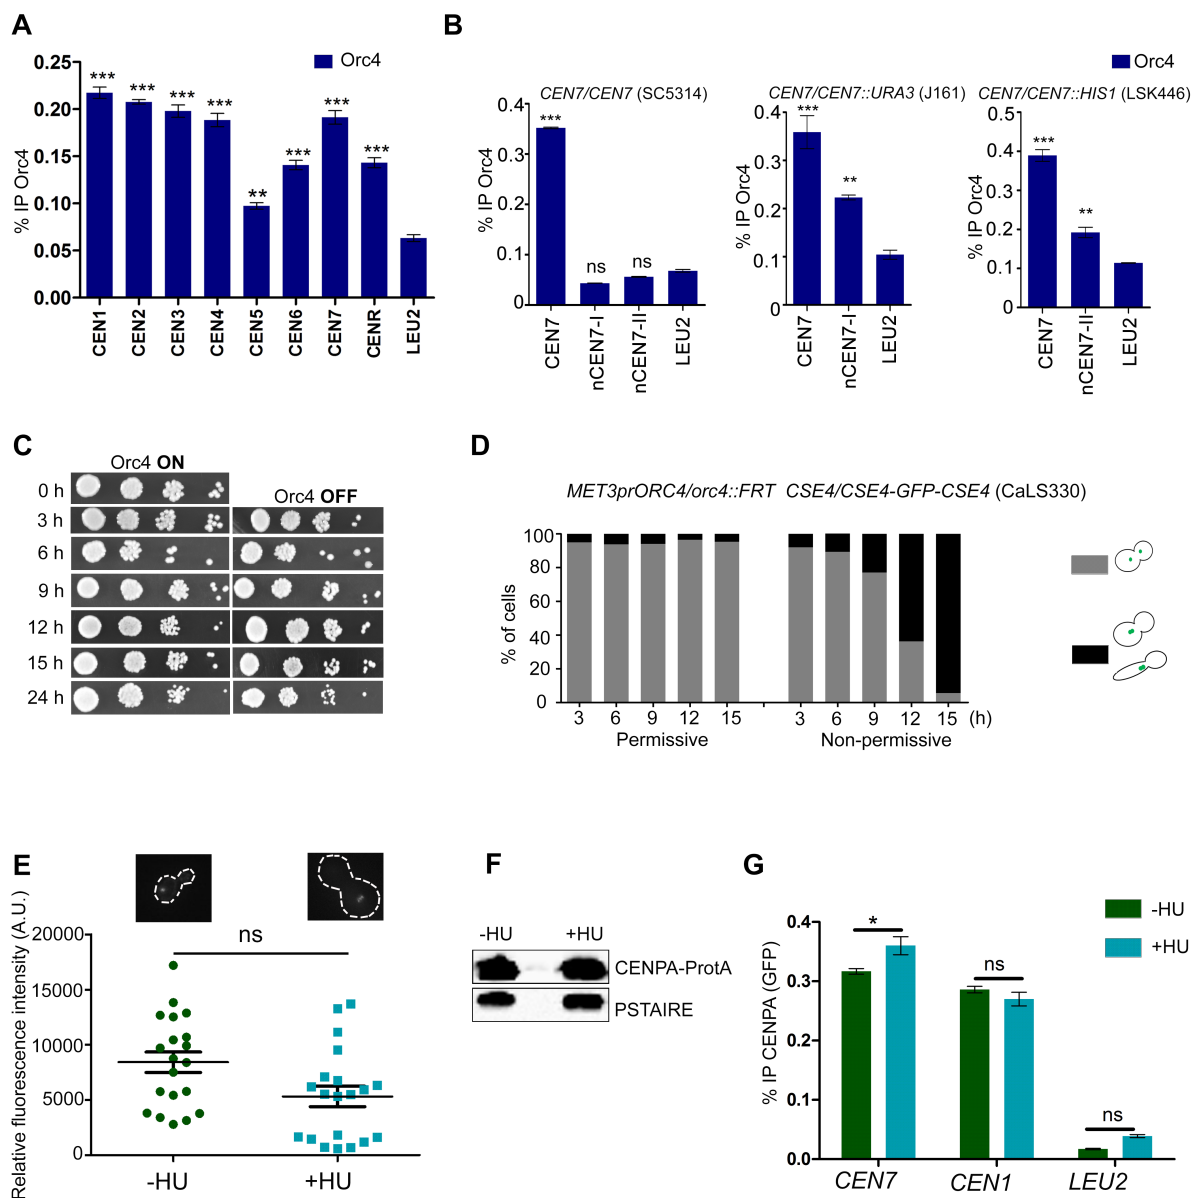 A
Orc4
% IP Orc4
0.25
0.20
0.15
0.10
0.05
0.00
***
***
***
***
**
***
***
***
CEN1
CEN2
CEN3
CEN4
CEN5
CEN6
CEN7
CENR
LEU2
B
Orc4
CEN7/CEN7 (SC5314)
% IP Orc4
0.4
0.3
0.2
0.1
0
***
ns
ns
CEN7
nCEN7-I
nCEN7-II
LEU2
CEN7/CEN7::URA3 (J161)
% IP Orc4
0.4
0.3
0.2
0.1
0
***
**
CEN7
nCEN7-I
LEU2
CEN7/CEN7::HIS1 (LSK446)
% IP Orc4
0.5
0.4
0.3
0.2
0.1
0
***
**
CEN7
nCEN7-II
LEU2
C
Orc4 ON
Orc4 OFF
0 h
3 h
6 h
9 h
12 h
15 h
24 h
D
MET3prORC4/orc4::FRT CSE4/CSE4-GFP-CSE4 (CaLS330)
% of cells
100
80
60
40
20
0
3 6 9 12 15 3 6 9 12 15 (h)
Permissive Non-permissive
E
Relative fluorescence intensity (A.U.)
20000
15000
10000
5000
0
ns
-HU +HU
F
-HU +HU
CENPA-ProtA
PSTAIRE
G
-HU
+HU
% IP CENPA (GFP)
0.4
0.3
0.2
0.1
0.0
*
ns
ns
CEN7 CEN1 LEU2